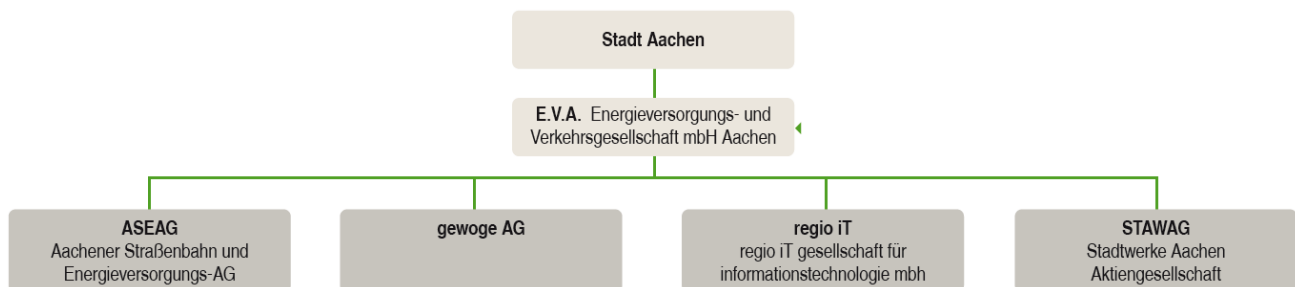 Stadt Aachen
E.V.A. Energieversorgungs- und
Verkehrsgesellschaft mbH Aachen
ASEAG
Aachener Straßenbahn und
Energieversorgungs-AG
gewoge AG
regio iT
regio iT gesellschaft für
informationstechnologie mbh
STAWAG
Stadtwerke Aachen
Aktiengesellschaft